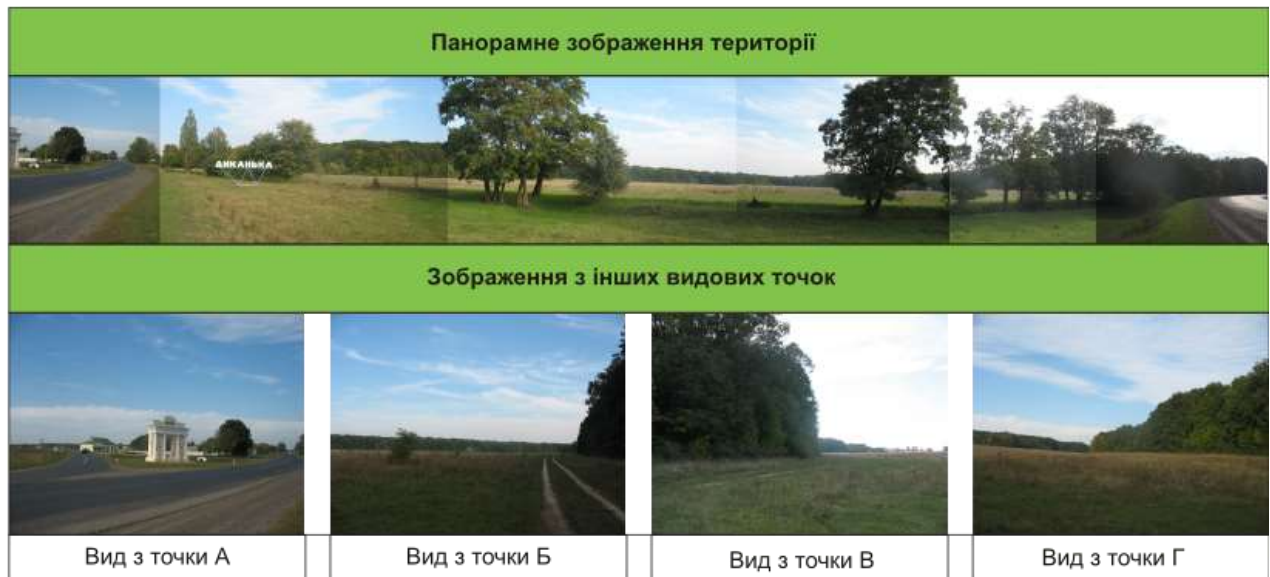 Панорамне зображення території
ДИКАНЬКА
Зображення з інших видових точок
Вид з точки А
Вид з точки Б
Вид з точки В
Вид з точки Г